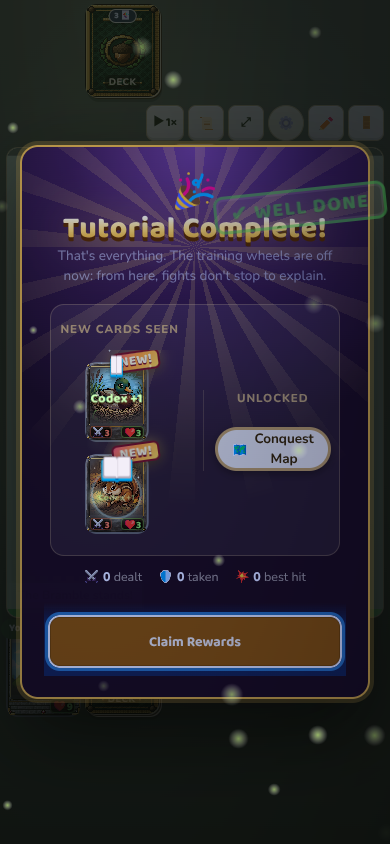 3
DECK
1×
✓ WELL DONE
Tutorial Complete!
That's everything. The training wheels are off
now: from here, fights don't stop to explain.
NEW CARDS SEEN
NEW!
Codex +1
3 3
NEW!
3 3
UNLOCKED
Conquest
Map
0 dealt 0 taken 0 best hit
Claim Rewards